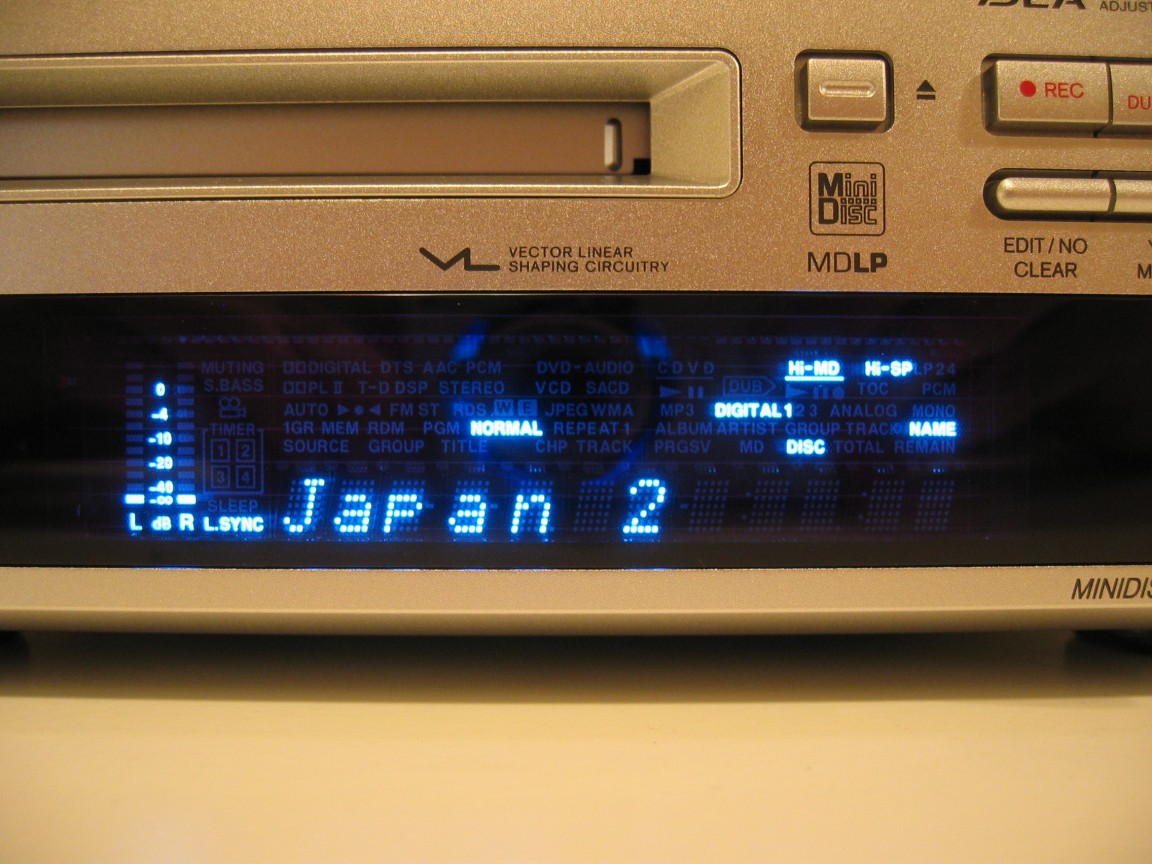 ADJUST
REC
DU
Mini
Disc
VECTOR LINEAR
SHAPING CIRCUITRY
MDLP
EDIT / NO
CLEAR
MUTING DIGITAL DTS AAC PCM DVD-AUDIO CDVD Hi-MD Hi-SP LP24
S.BASS PL II T-D DSP STEREO VCD SACD DUB TOC PCM
0
AUTO FM ST RDS W E JPEG WMA MP3 DIGITAL 1 2 3 ANALOG MONO
-4
TIMER 1GR MEM RDM PGM NORMAL REPEAT 1 ALBUM ARTIST GROUP TRACK NAME
-10
1 2
SOURCE GROUP TITLE CHP TRACK PRGSV MD DISC TOTAL REMAIN
-20
3 4
-40
-∞
SLEEP
L dB R L.SYNC
Japan 2
MINIDIS